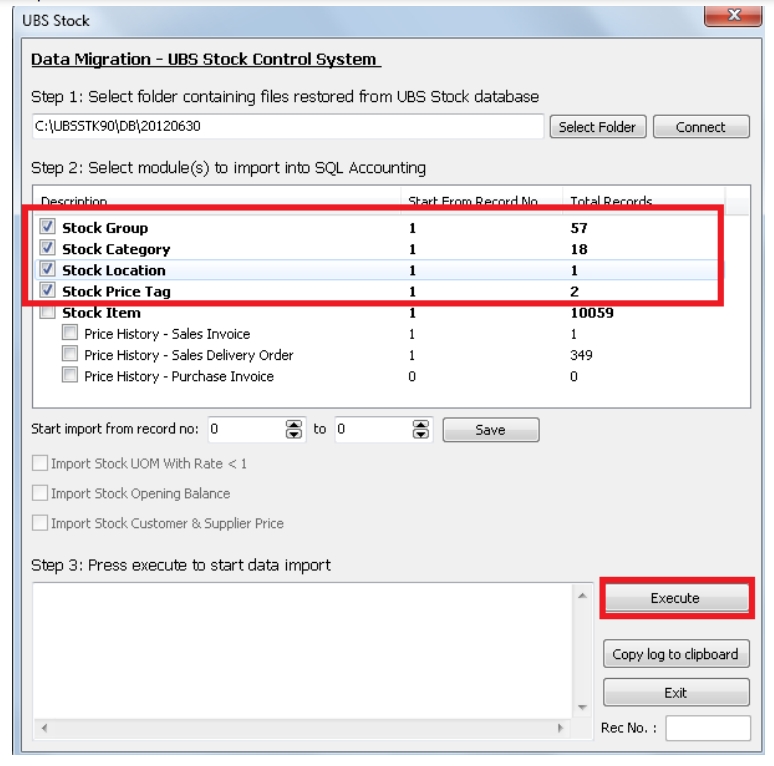 UBS Stock
x
Data Migration - UBS Stock Control System
Step 1: Select folder containing files restored from UBS Stock database
C:\UBSSTK90\DB\20120630 Select Folder Connect
Step 2: Select module(s) to import into SQL Accounting
Description Start From Record No Total Records
Stock Group 1 57
Stock Category 1 18
Stock Location 1 1
Stock Price Tag 1 2
Stock Item 1 10059
Price History - Sales Invoice 1 1
Price History - Sales Delivery Order 1 349
Price History - Purchase Invoice 0 0
Start import from record no: 0 to 0 Save
Import Stock UOM With Rate < 1
Import Stock Opening Balance
Import Stock Customer & Supplier Price
Step 3: Press execute to start data import
Execute
Copy log to clipboard
Exit
Rec No. :